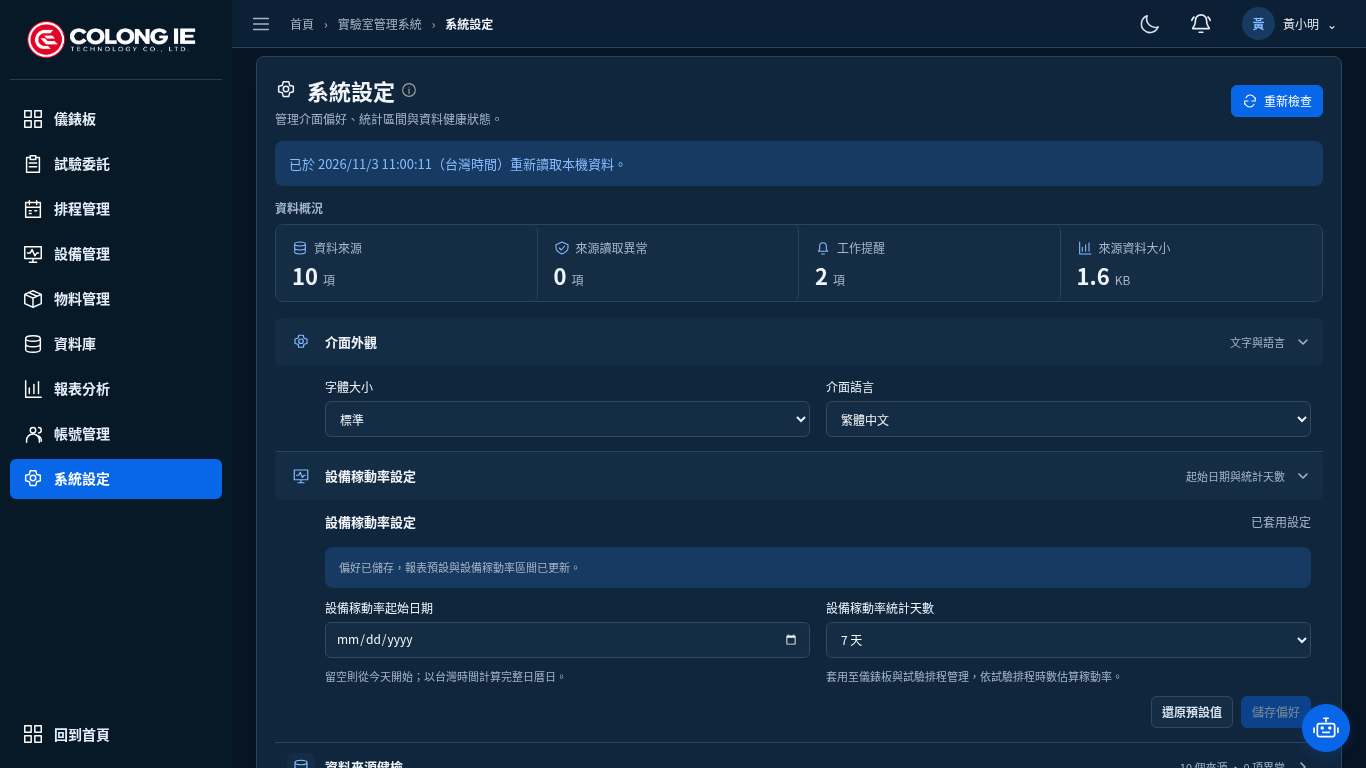 COLONG IE
TECHNOLOGY CO., LTD.
儀錶板
試驗委託
排程管理
設備管理
物料管理
資料庫
報表分析
帳號管理
系統設定
回到首頁
首頁 › 實驗室管理系統 › 系統設定
黃 黃小明
系統設定
管理介面偏好、統計區間與資料健康狀態。
重新檢查
已於 2026/11/3 11:00:11（台灣時間）重新讀取本機資料。
資料概況
資料來源
10 項
來源讀取異常
0 項
工作提醒
2 項
來源資料大小
1.6 KB
介面外觀
文字與語言
字體大小
標準
介面語言
繁體中文
設備稼動率設定
起始日期與統計天數
設備稼動率設定
已套用設定
偏好已儲存，報表預設與設備稼動率區間已更新。
設備稼動率起始日期
mm/dd/yyyy
留空則從今天開始；以台灣時間計算完整日曆日。
設備稼動率統計天數
7 天
套用至儀錶板與試驗排程管理，依試驗排程時數估算稼動率。
還原預設值
儲存偏好
資料來源健檢
10 個來源 · 0 項異常